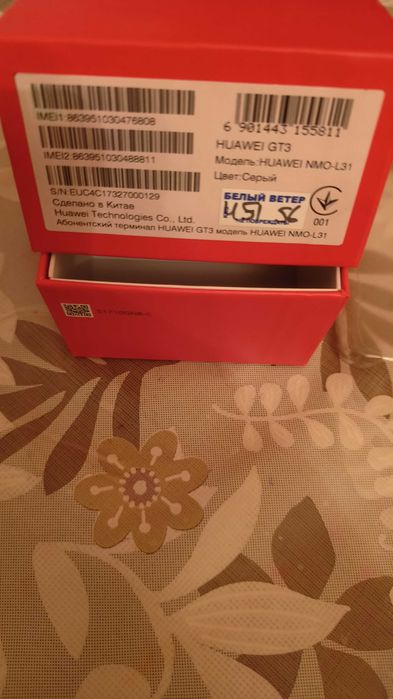 IMEI1:863951030476808
6 901443 155811
HUAWEI GT3
IMEI2:863951030488811
Модель:HUAWEI NMO-L31
Цвет:Серый
S/N:EUC4C17327000129
Сделано в Китае
Huawei Technologies Co., Ltd.
Абонентский терминал HUAWEI GT3 модель HUAWEI NMO-L31
БЕЛЫЙ ВЕТЕР
001